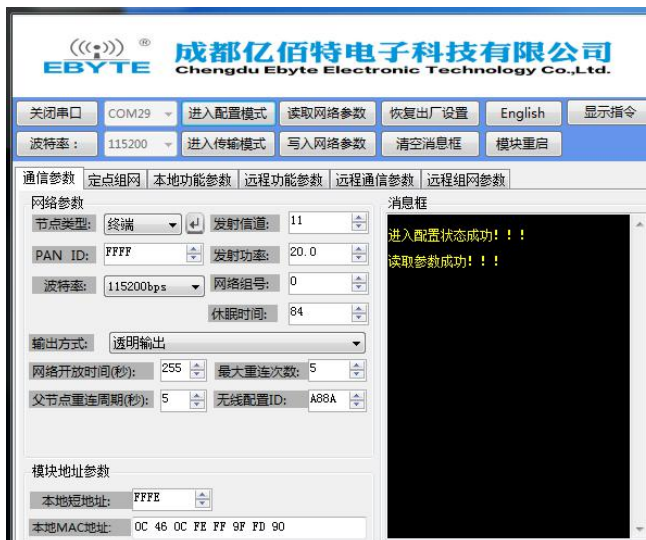 ((( ))) ®
EBYTE
成都亿佰特电子科技有限公司
Chengdu Ebyte Electronic Technology Co.,Ltd.
关闭串口 COM29 进入配置模式 读取网络参数 恢复出厂设置 English 显示指令
波特率: 115200 进入传输模式 写入网络参数 清空消息框 模块重启
通信参数 定点组网 本地功能参数 远程功能参数 远程通信参数 远程组网参数
网络参数
节点类型: 终端 发射信道: 11
PAN ID: FFFF 发射功率: 20.0
波特率: 115200bps 网络组号: 0
休眠时间: 84
输出方式: 透明输出
网络开放时间(秒): 255 最大重连次数: 5
父节点重连周期(秒): 5 无线配置ID: A88A
模块地址参数
本地短地址: FFFE
本地MAC地址: 0C 46 0C FE FF 9F FD 90
消息框
进入配置状态成功!!!
读取参数成功!!!